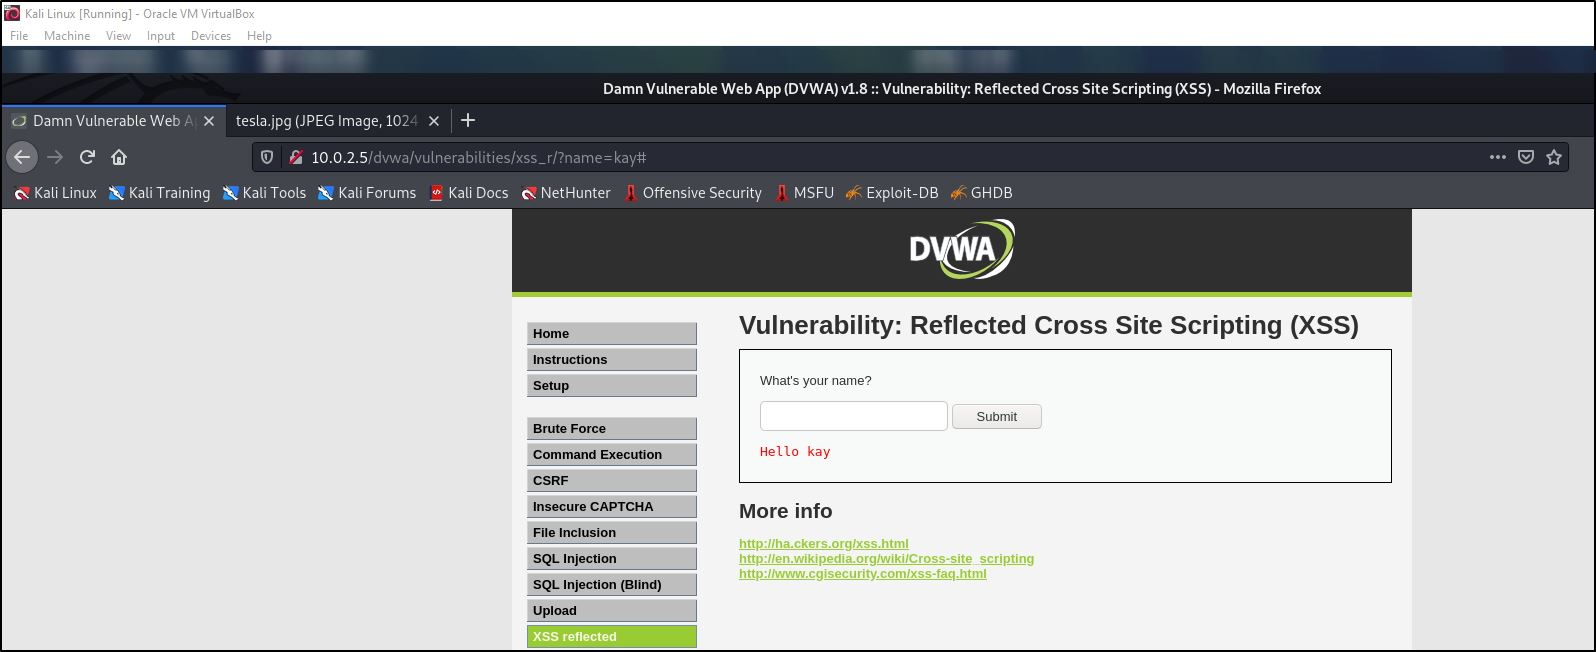 Kali Linux [Running] - Oracle VM VirtualBox
File Machine View Input Devices Help
Damn Vulnerable Web App (DVWA) v1.8 :: Vulnerability: Reflected Cross Site Scripting (XSS) - Mozilla Firefox
Damn Vulnerable Web A tesla.jpg (JPEG Image, 1024
10.0.2.5/dvwa/vulnerabilities/xss_r/?name=kay#
Kali Linux Kali Training Kali Tools Kali Forums Kali Docs NetHunter Offensive Security MSFU Exploit-DB GHDB
DVWA
Home
Instructions
Setup
Brute Force
Command Execution
CSRF
Insecure CAPTCHA
File Inclusion
SQL Injection
SQL Injection (Blind)
Upload
XSS reflected
Vulnerability: Reflected Cross Site Scripting (XSS)
What's your name?
Submit
Hello kay
More info
http://ha.ckers.org/xss.html
http://en.wikipedia.org/wiki/Cross-site_scripting
http://www.cgisecurity.com/xss-faq.html